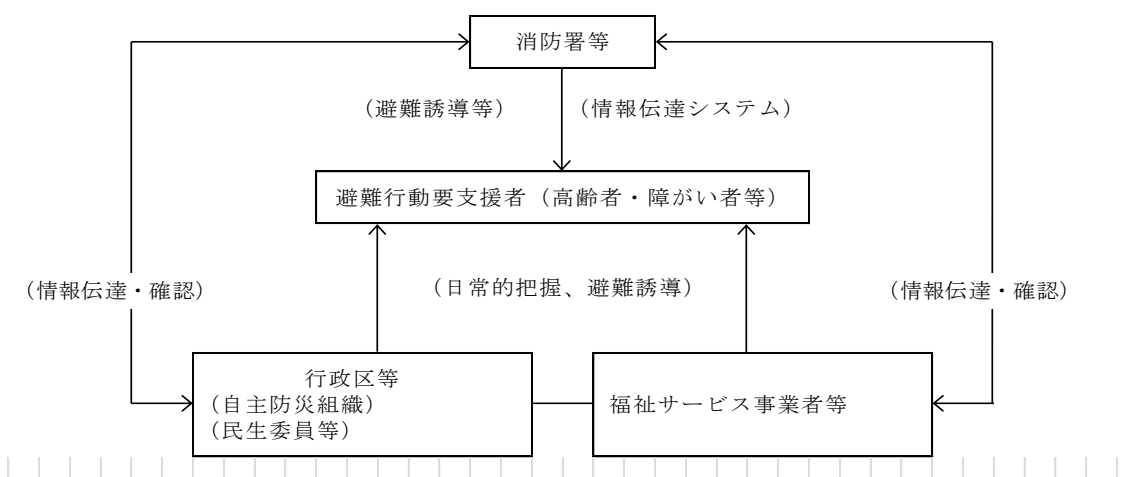 消防署等
（避難誘導等）
（情報伝達システム）
避難行動要支援者（高齢者・障がい者等）
（情報伝達・確認）
（日常的把握、避難誘導）
（情報伝達・確認）
行政区等
（自主防災組織）
（民生委員等）
福祉サービス事業者等